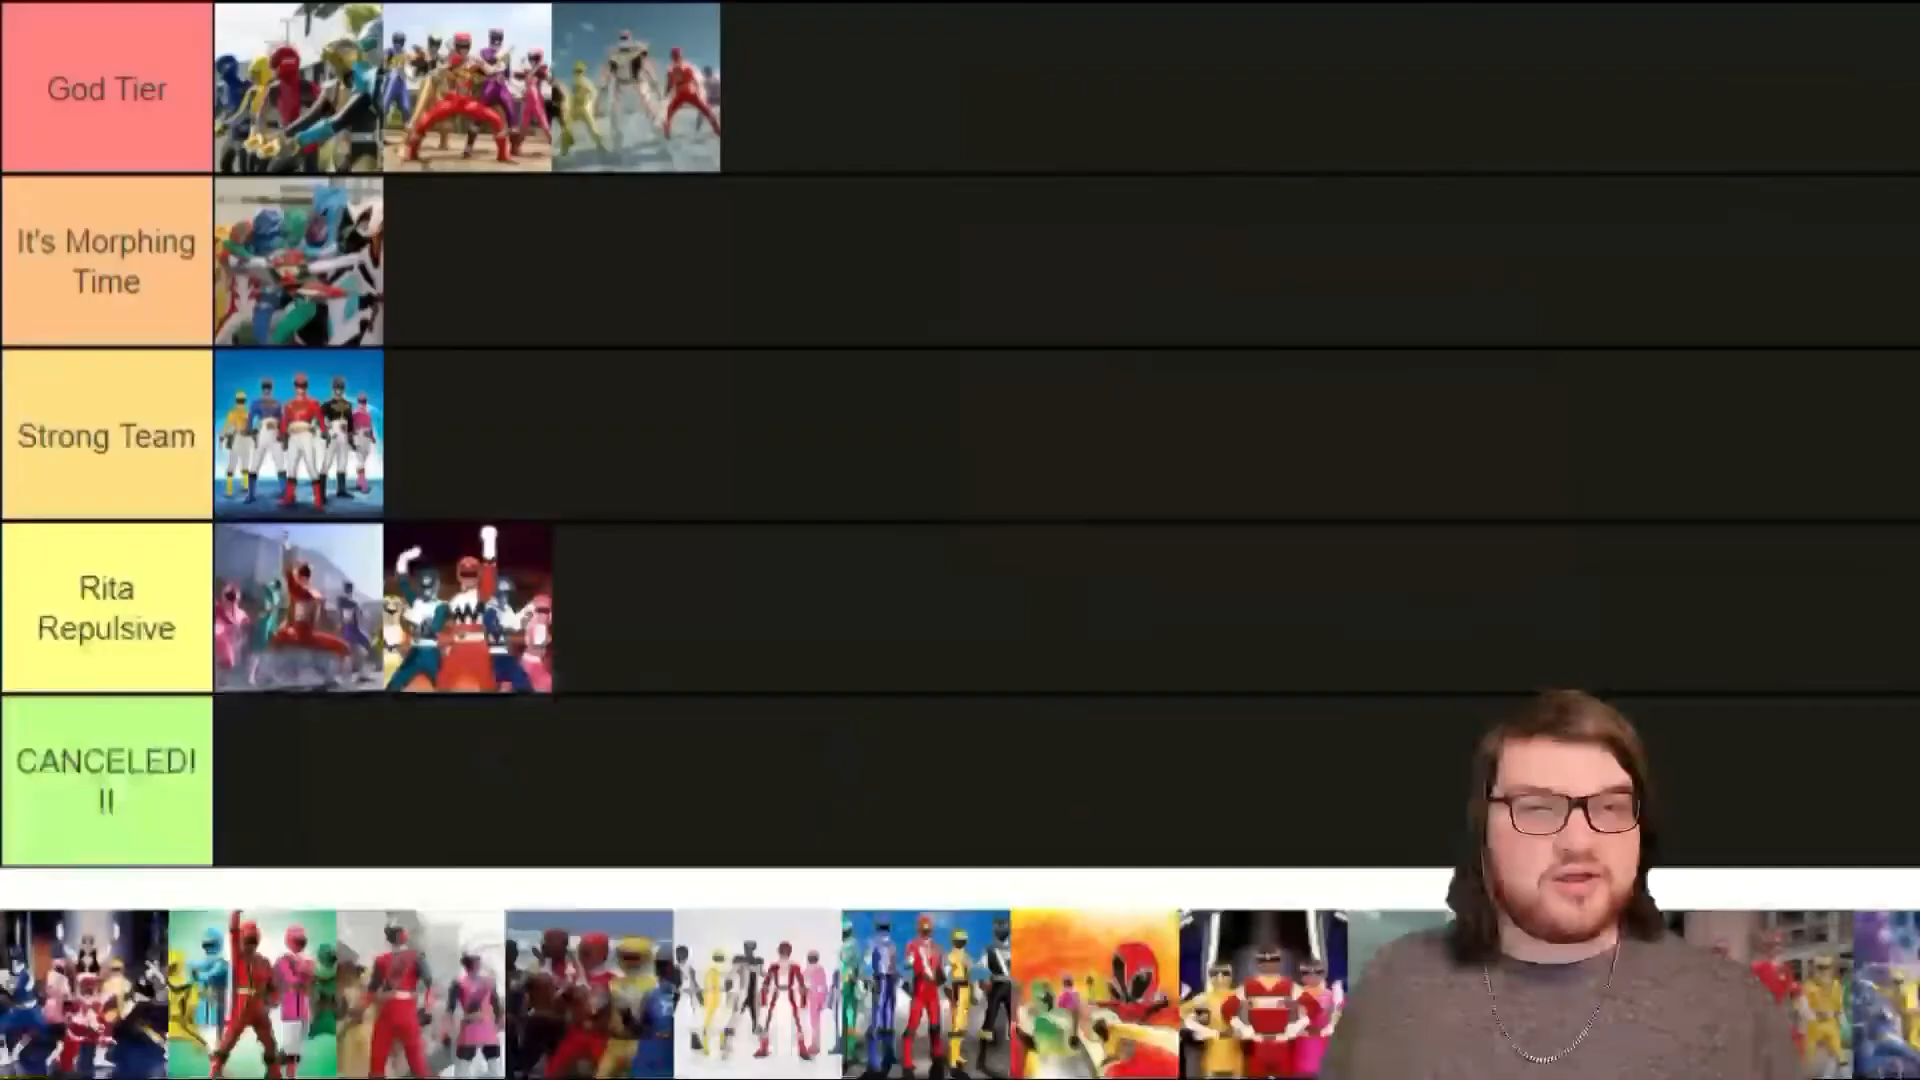 God Tier
It's Morphing
Time
Strong Team
Rita
Repulsive
CANCELED!
!!